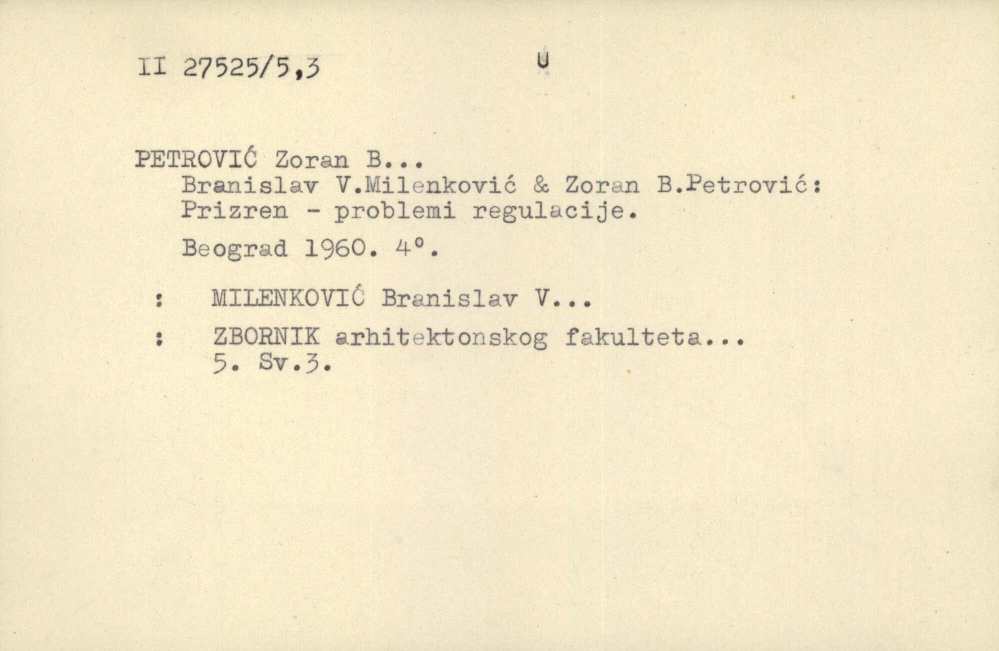 II 27525/5,3 U
PETROVIĆ Zoran B...
Branislav V.Milenković & Zoran B.Petrović:
Prizren - problemi regulacije.
Beograd 1960. 4°.
: MILENKOVIĆ Branislav V...
: ZBORNIK arhitektonskog fakulteta...
5. Sv.3.